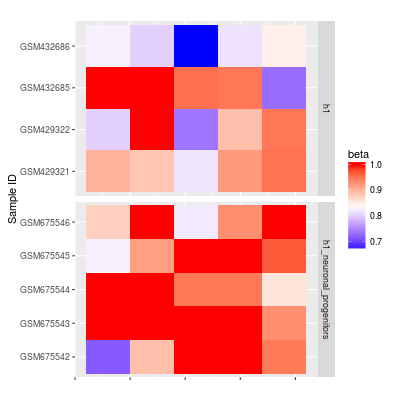 GSM432686
GSM432685
GSM429322
GSM429321
h1
GSM675546
GSM675545
GSM675544
GSM675543
GSM675542
h1_neuronal_progenitors
Sample ID
beta
1.0
0.9
0.8
0.7